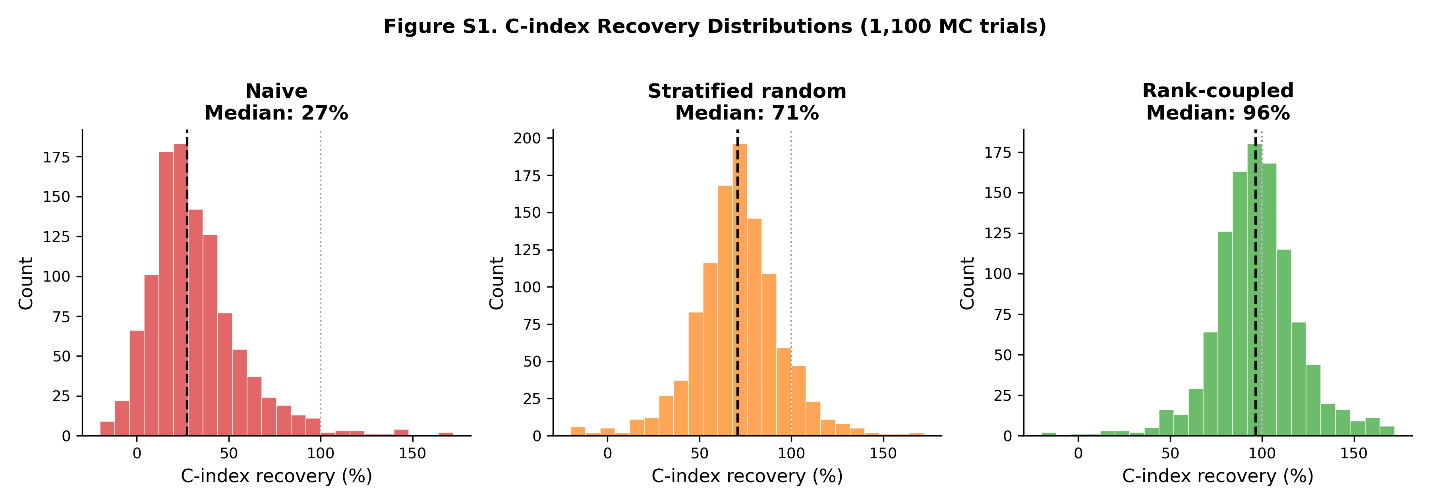 Figure S1. C-index Recovery Distributions (1,100 MC trials)
Naive
Median: 27%
175
150
125
100
75
50
25
0
Count
0 50 100 150
C-index recovery (%)
Stratified random
Median: 71%
200
175
150
125
100
75
50
25
0
Count
0 50 100 150
C-index recovery (%)
Rank-coupled
Median: 96%
175
150
125
100
75
50
25
0
Count
0 50 100 150
C-index recovery (%)